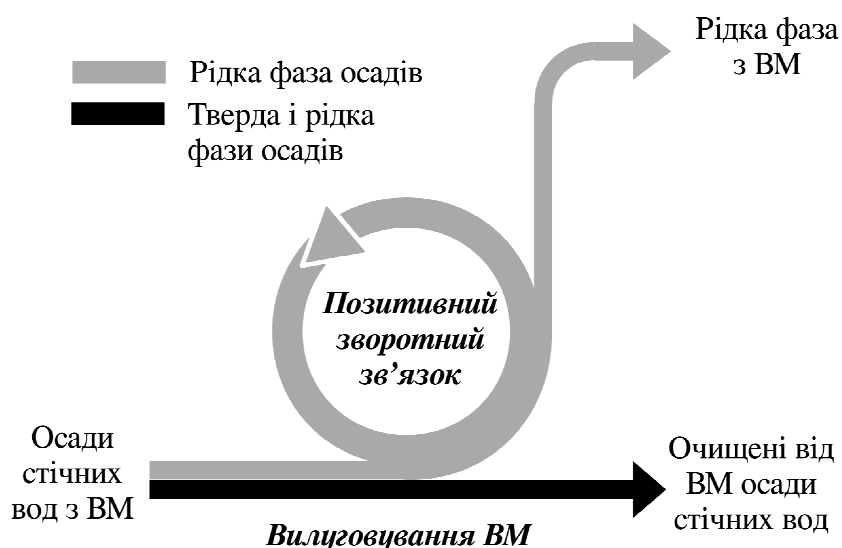 Рідка фаза
з ВМ
Рідка фаза осадів
Тверда і рідка
фази осадів
Позитивний
зворотний
зв’язок
Осади
стічних
вод з ВМ
Очищені від
ВМ осади
стічних вод
Вилуговування ВМ